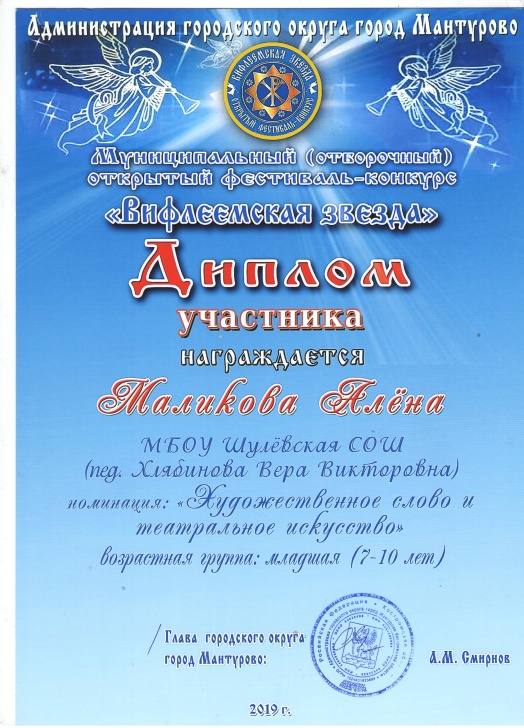 Администрация городского округа город Мантурово
ВИФЛЕЕМСКАЯ ЗВЕЗДА
ОТКРЫТЫЙ ФЕСТИВАЛЬ-КОНКУРС
Муниципальный (отборочный)
открытый фестиваль-конкурс
«Вифлеемская звезда»
Диплом
участника
награждается
Маликова Алёна
МБОУ Шулёвская СОШ
(пед. Хлябинова Вера Викторовна)
номинация: «Художественное слово и
театральное искусство»
возрастная группа: младшая (7-10 лет)
Глава городского округа
город Мантурово:
А.М. Смирнов
2019 г.